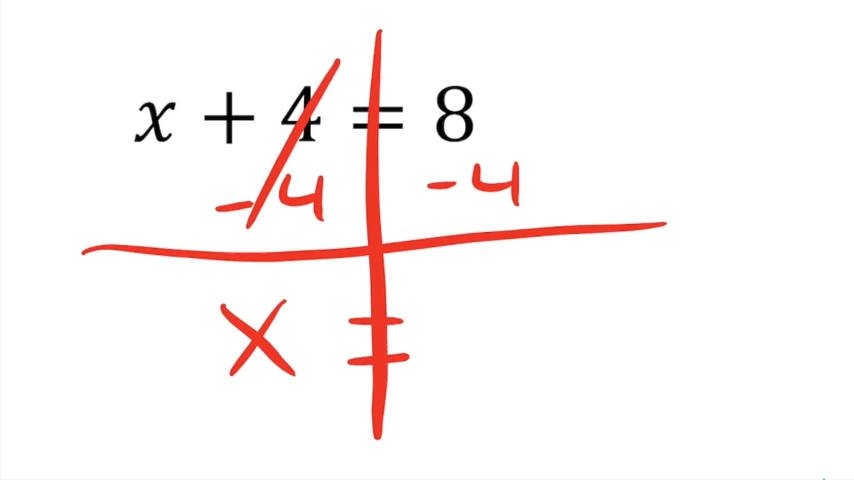 x + 4 = 8
-4 -4
x =